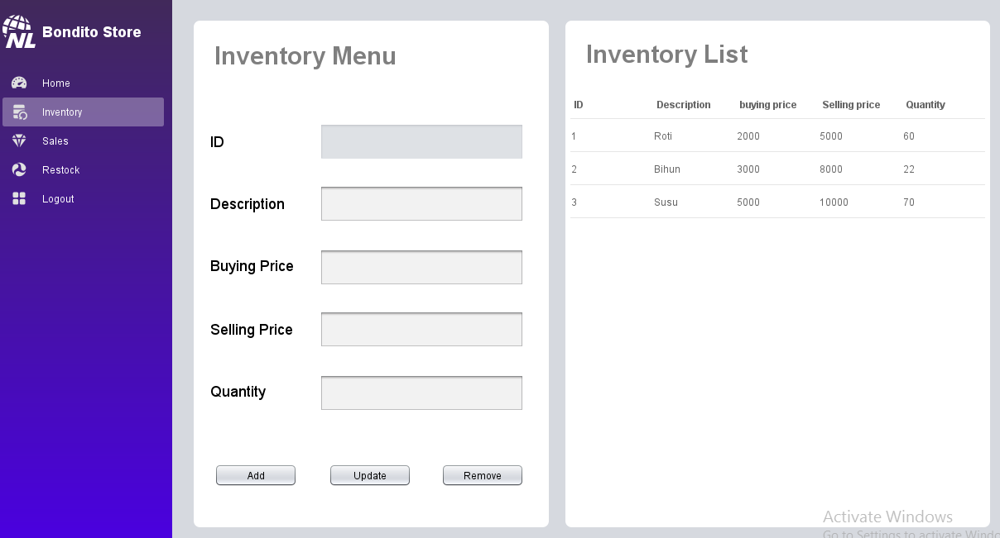 NL Bondito Store
Home
Inventory
Sales
Restock
Logout
Inventory Menu
ID
Description
Buying Price
Selling Price
Quantity
Add Update Remove
Inventory List
ID Description buying price Selling price Quantity
1 Roti 2000 5000 60
2 Bihun 3000 8000 22
3 Susu 5000 10000 70
Activate Windows
Go to Settings to activate Windo